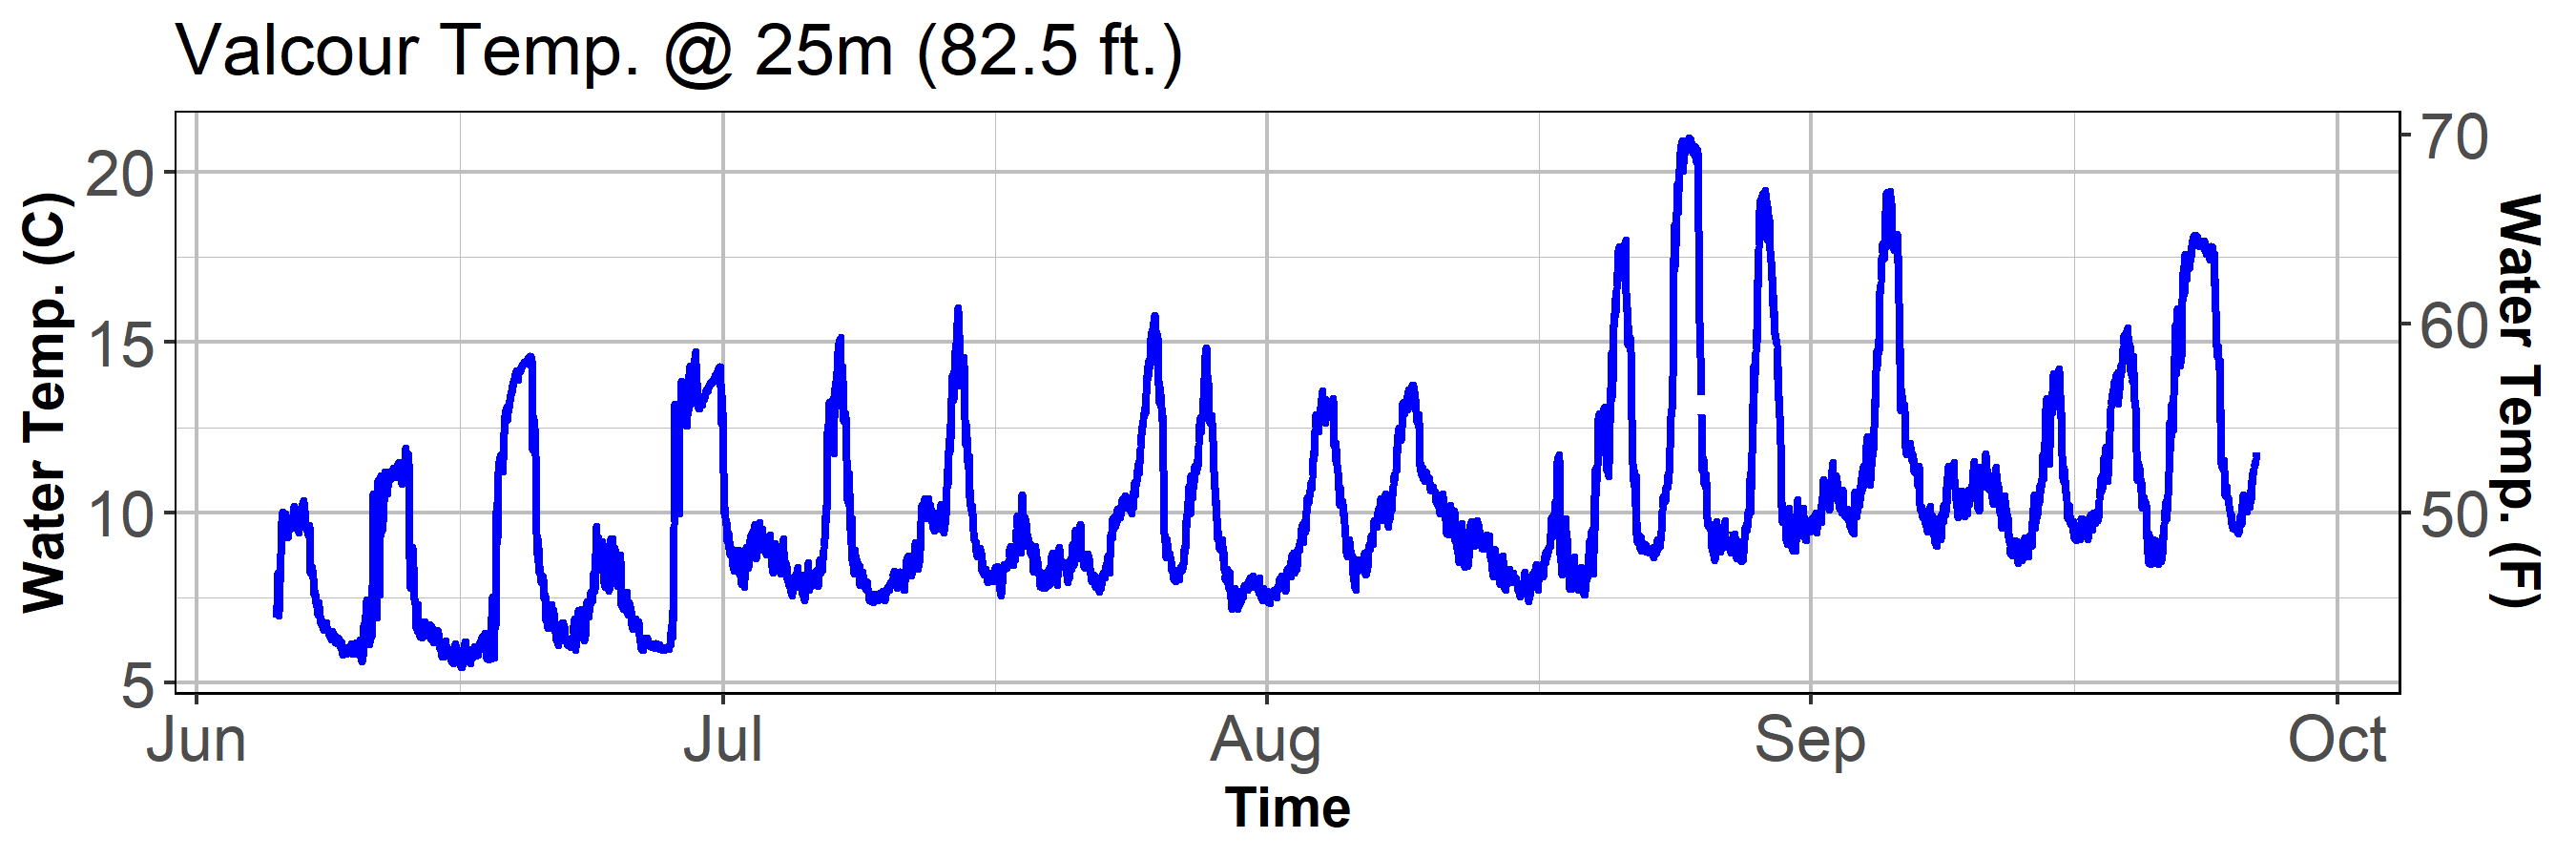 Valcour Temp. @ 25m (82.5 ft.)
Water Temp. (C)
20
15
10
5
70
60
50
Water Temp. (F)
Jun Jul Aug Sep Oct
Time